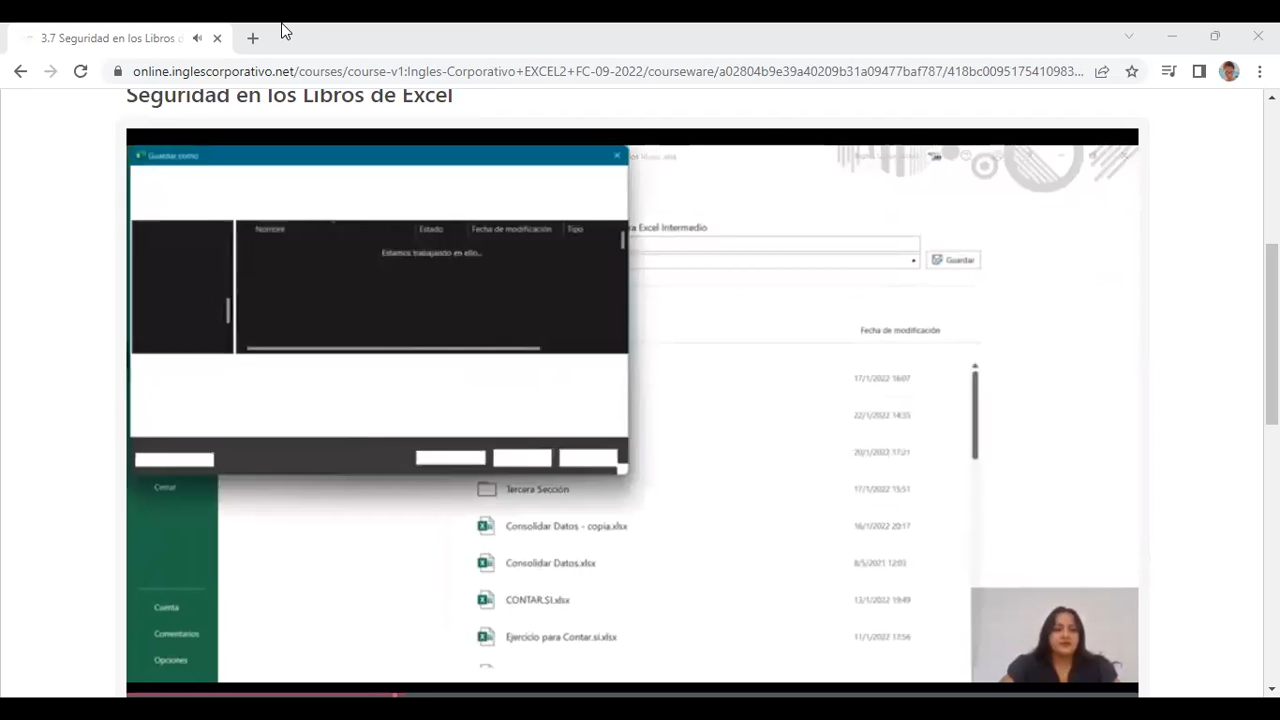 3.7 Seguridad en los Libros d
online.inglescorporativo.net/courses/course-v1:Ingles-Corporativo+EXCEL2+FC-09-2022/courseware/a02804b9e39a40209b31a09477baf787/418bc0095175410983...
Seguridad en los Libros de Excel
Guardar como
a Excel Intermedio
Nombre Estado Fecha de modificación Tipo
Estamos trabajando en ello...
Guardar
Fecha de modificación
17/1/2022 16:07
22/1/2022 14:35
20/1/2022 17:21
Cerrar
Tercera Sección 17/1/2022 15:51
Consolidar Datos - copia.xlsx 16/1/2022 20:17
Consolidar Datos.xlsx 8/5/2021 12:03
CONTAR.SI.xlsx 13/1/2022 19:49
Cuenta
Comentarios Ejercicio para Contar.si.xlsx 11/1/2022 17:56
Opciones